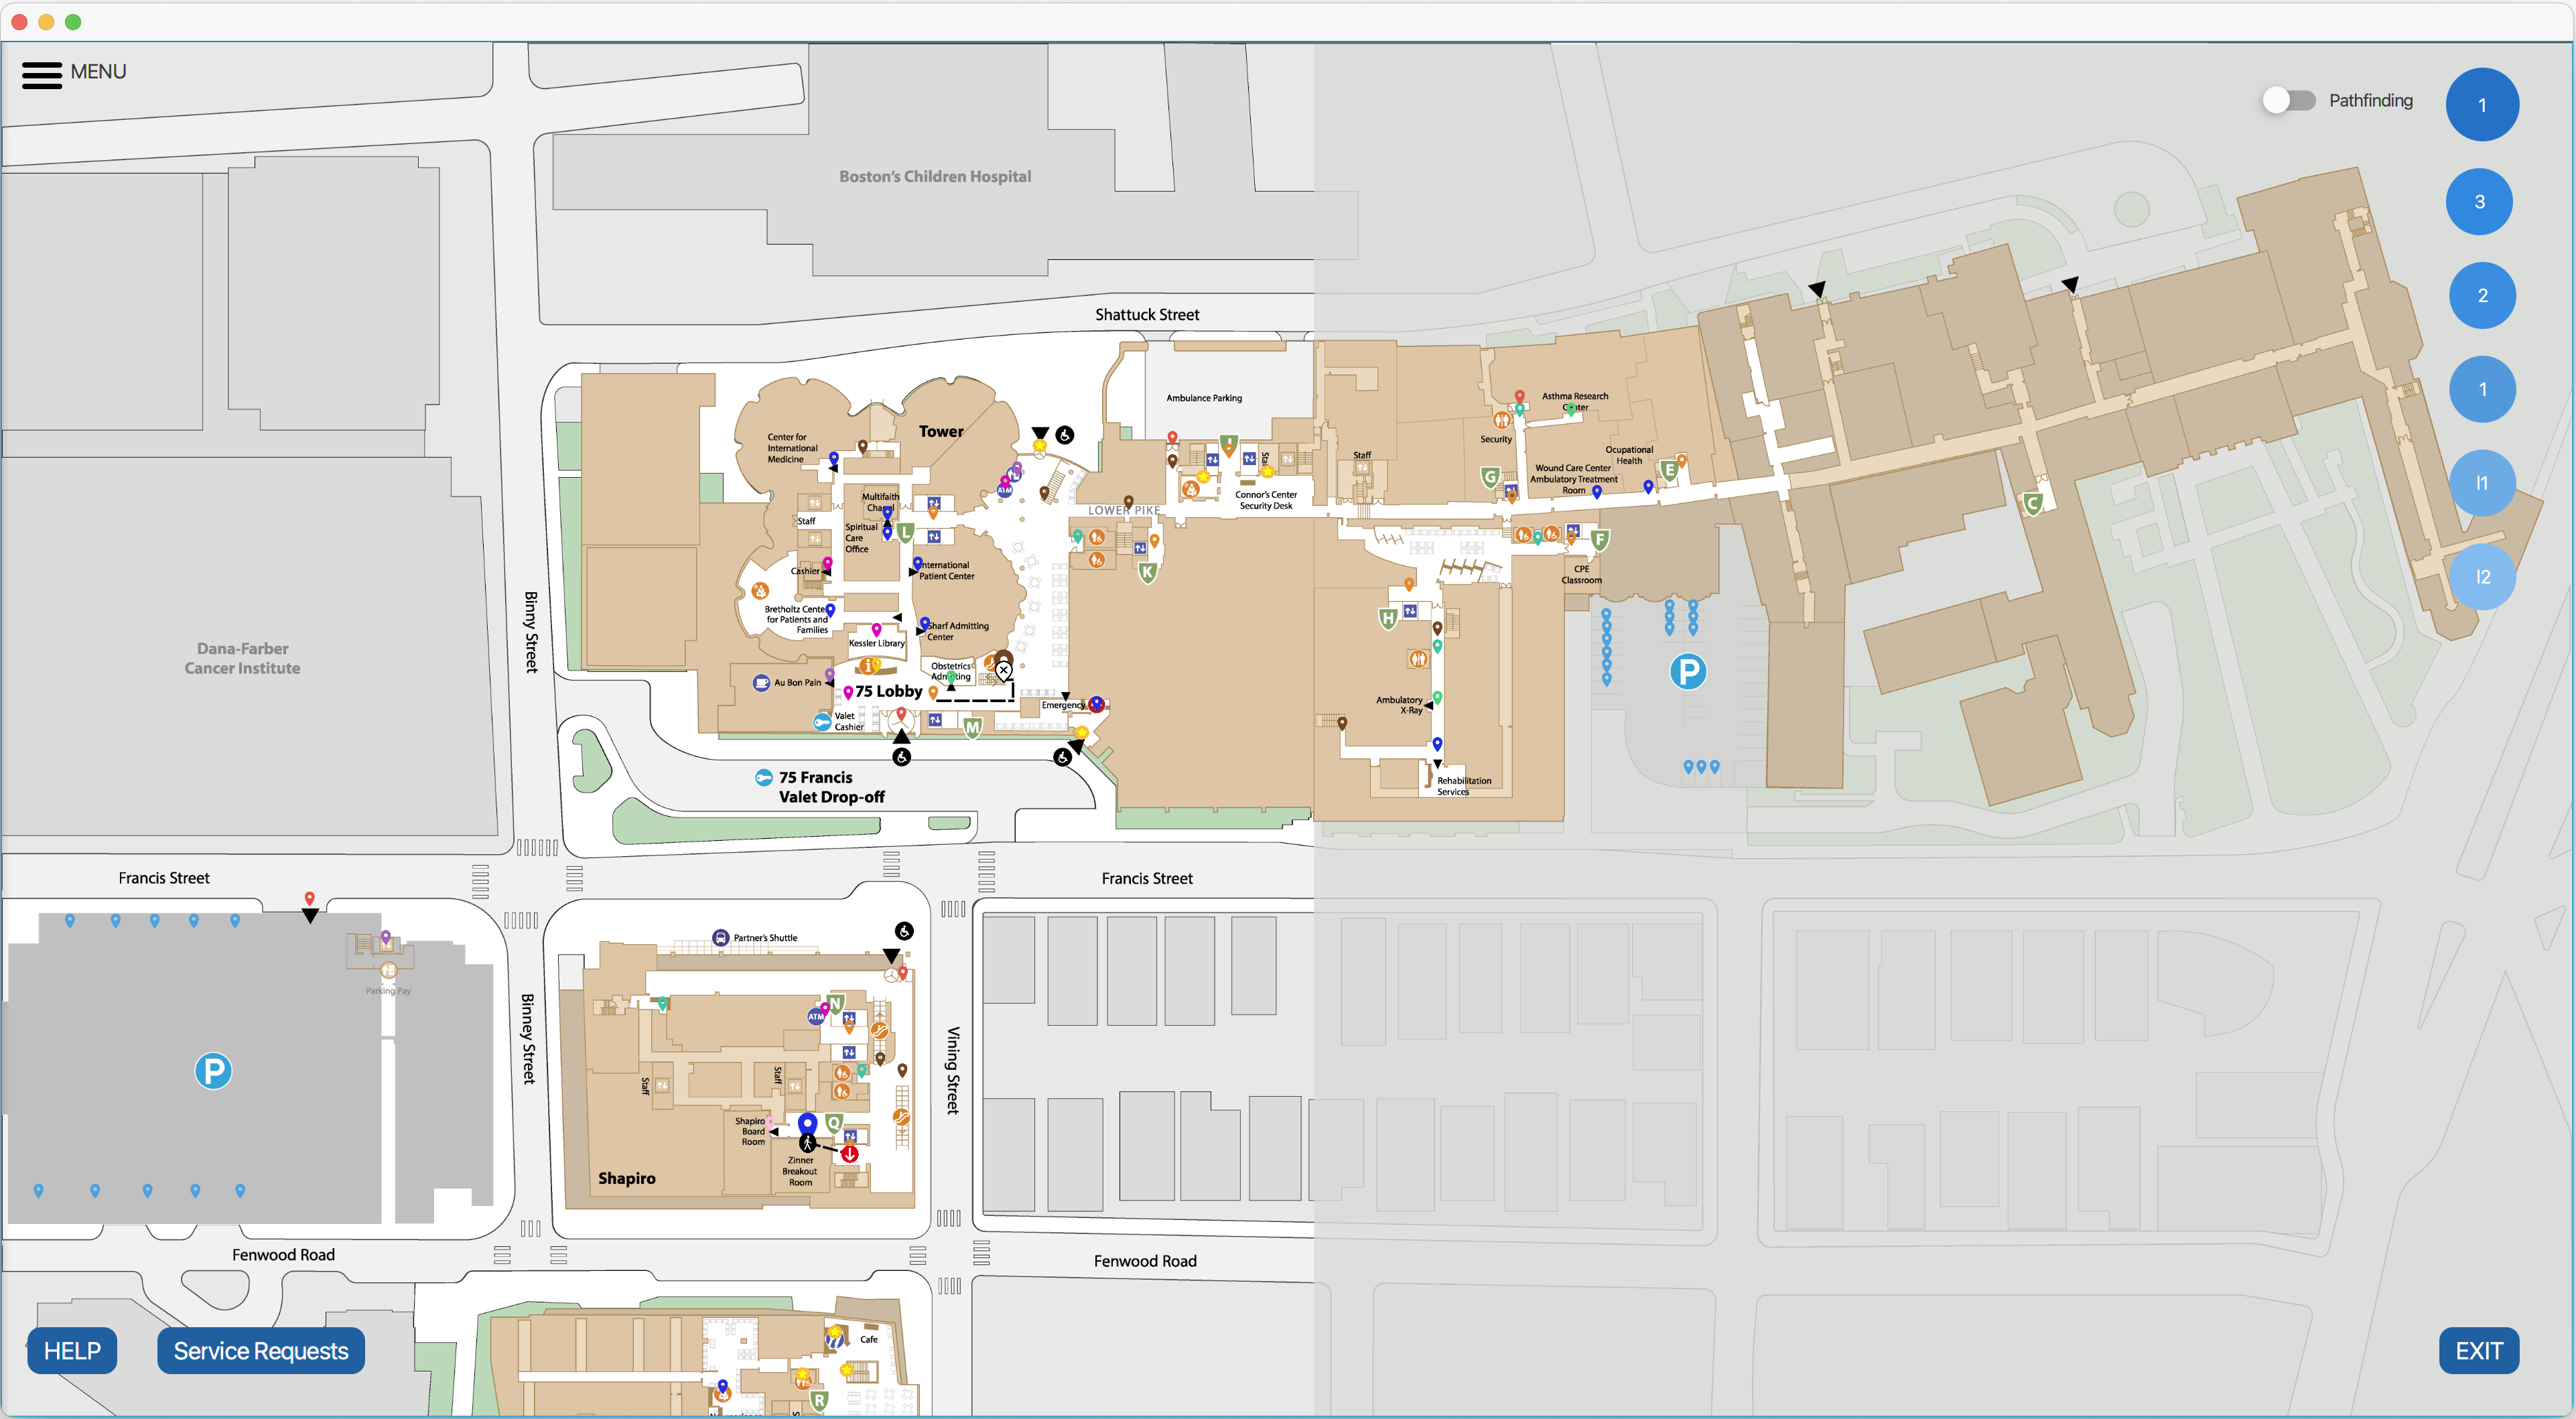 MENU
Pathfinding
1
3
2
1
l1
l2
Boston's Children Hospital
Shattuck Street
Ambulance Parking
Tower
Center for
International
Medicine
ATM
Multifaith
Spiritual
Care
Office
Staff
L
Cashier
International
Patient Center
Bretholtz Center
for Patients and
Families
Sharf Admitting
Center
Kessler Library
Obstetrics
Au Bon Pain
75 Lobby
Valet
Cashier
M
Emergency
75 Francis
Valet Drop-off
LOWER PIKE
K
Connor's Center
Security Desk
Staff
Asthma Research
Security
G
Ocupational
Health
E
Wound Care Center
Ambulatory Treatment
Room
F
CPE
Classroom
C
H
Ambulatory
X-Ray
Rehabilitation
Services
P
Dana-Farber
Cancer Institute
Binny Street
Francis Street
Francis Street
Parking Pay
P
Binney Street
Partner's Shuttle
N
ATM
Staff
Staff
Shapiro
Board
Room
Q
Zinner
Breakout
Room
Shapiro
Vining Street
Fenwood Road
Fenwood Road
Cafe
R
HELP
Service Requests
EXIT